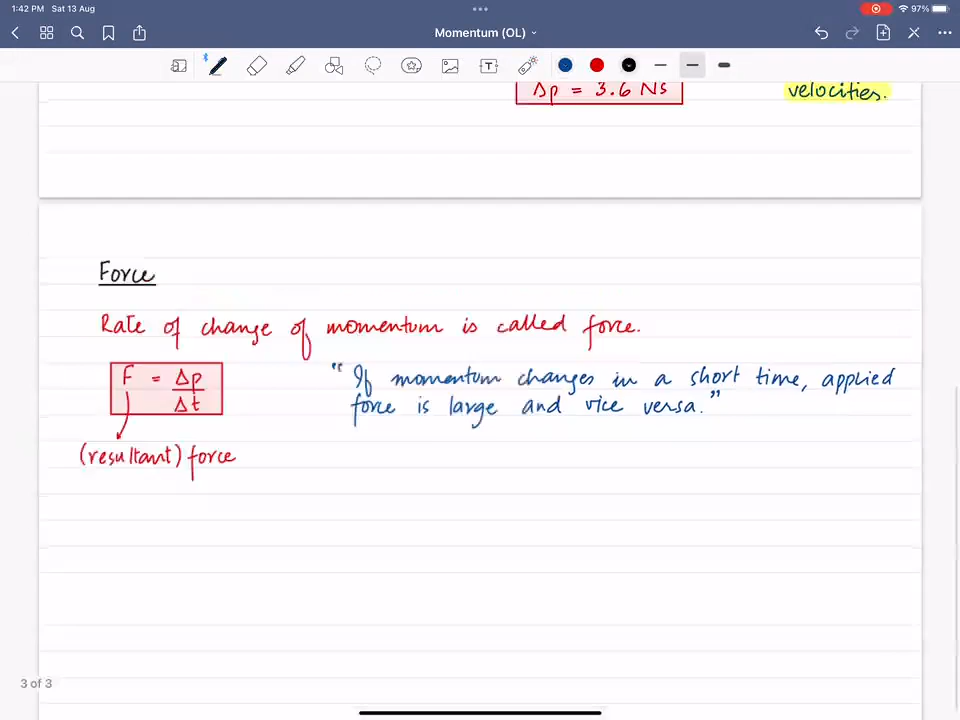 1:42 PM Sat 13 Aug
97%
Momentum (OL)
Δp = 3.6 Ns
velocities.
Force
Rate of change of momentum is called force.
F = Δp
Δt
"If momentum changes in a short time, applied
force is large and vice versa."
(resultant) force
3 of 3